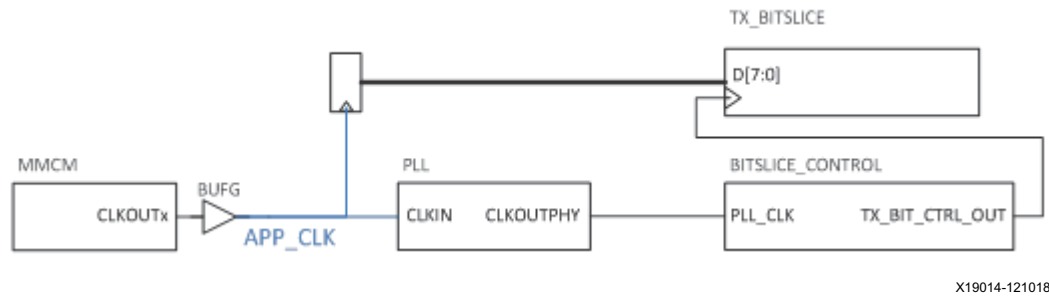 TX_BITSLICE
D[7:0]
MMCM
BUFG
PLL
BITSLICE_CONTROL
CLKOUTx
CLKIN
CLKOUTPHY
PLL_CLK
TX_BIT_CTRL_OUT
APP_CLK
X19014-121018